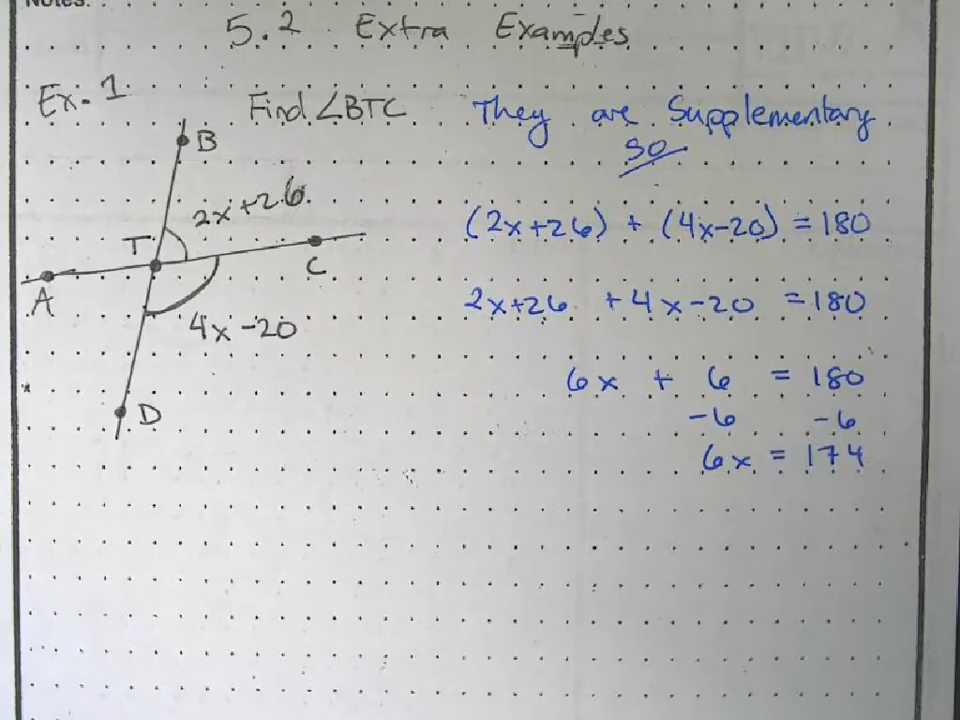 Notes:
5.2 Extra Examples
Ex-1
Find ∠BTC
They are Supplementary
so
B
2x+26
T
C
A
4x-20
D
(2x+26) + (4x-20) = 180
2x+26 +4x-20 =180
6x + 6 = 180
-6 -6
6x = 174